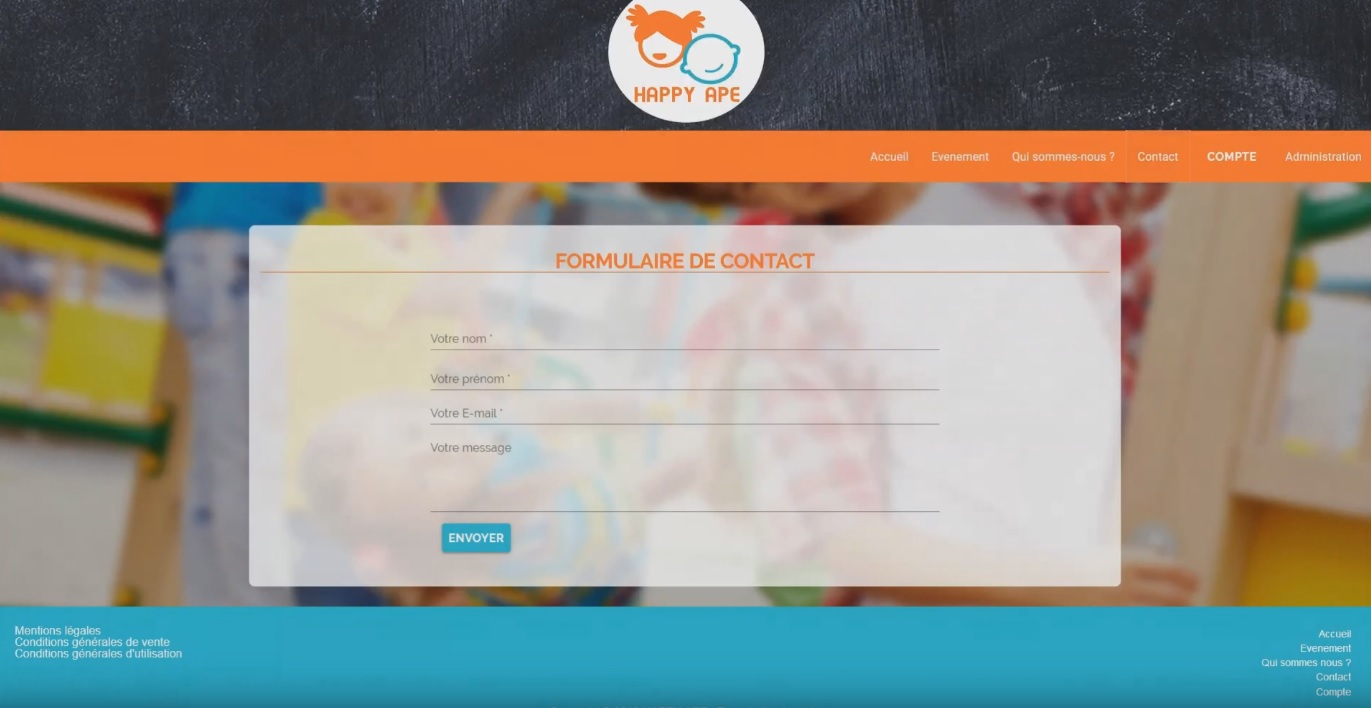 HAPPY APE
Accueil Evenement Qui sommes-nous ? Contact COMPTE Administration
FORMULAIRE DE CONTACT
Votre nom *
Votre prénom *
Votre E-mail *
Votre message
ENVOYER
Mentions légales
Conditions générales de vente
Conditions générales d'utilisation
Accueil
Evenement
Qui sommes nous ?
Contact
Compte